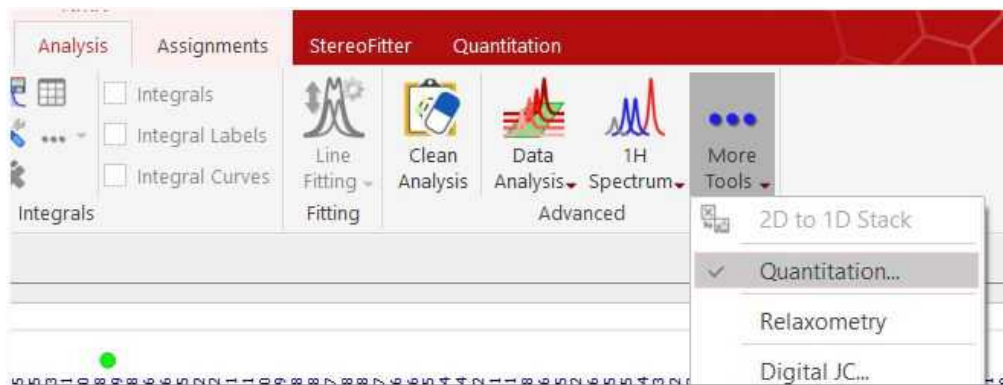 Analysis Assignments StereoFitter Quantitation
Integrals
Integral Labels
Integral Curves
Line Fitting
Clean Analysis
Data Analysis
1H Spectrum
More Tools
Integrals Fitting Advanced
2D to 1D Stack
Quantitation...
Relaxometry
Digital JC...